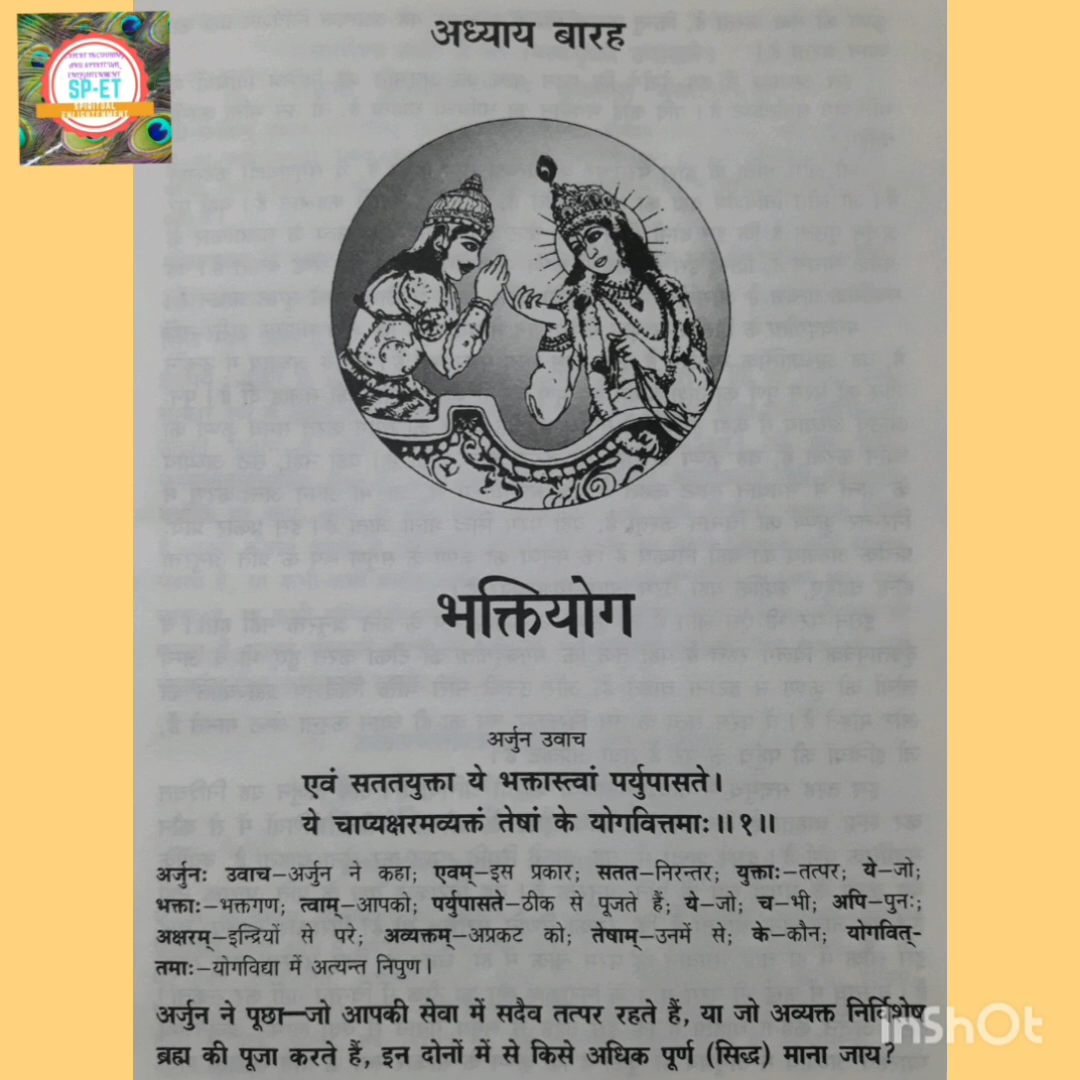 SP-ET
SPIRITUAL
ENLIGHTENMENT
अध्याय बारह
भक्तियोग
अर्जुन उवाच
एवं सततयुक्ता ये भक्तास्त्वां पर्युपासते।
ये चाप्यक्षरमव्यक्तं तेषां के योगवित्तमाः॥१॥
अर्जुनः उवाच–अर्जुन ने कहा; एवम्–इस प्रकार; सतत–निरन्तर; युक्ताः–तत्पर; ये–जो;
भक्ताः–भक्तगण; त्वाम्–आपको; पर्युपासते–ठीक से पूजते हैं; ये–जो; च–भी; अपि–पुनः;
अक्षरम्–इन्द्रियों से परे; अव्यक्तम्–अप्रकट को; तेषाम्–उनमें से; के–कौन; योगवित्-
तमाः–योगविद्या में अत्यन्त निपुण।
अर्जुन ने पूछा—जो आपकी सेवा में सदैव तत्पर रहते हैं, या जो अव्यक्त निर्विशेष
ब्रह्म की पूजा करते हैं, इन दोनों में से किसे अधिक पूर्ण (सिद्ध) माना जाय?
InShOt